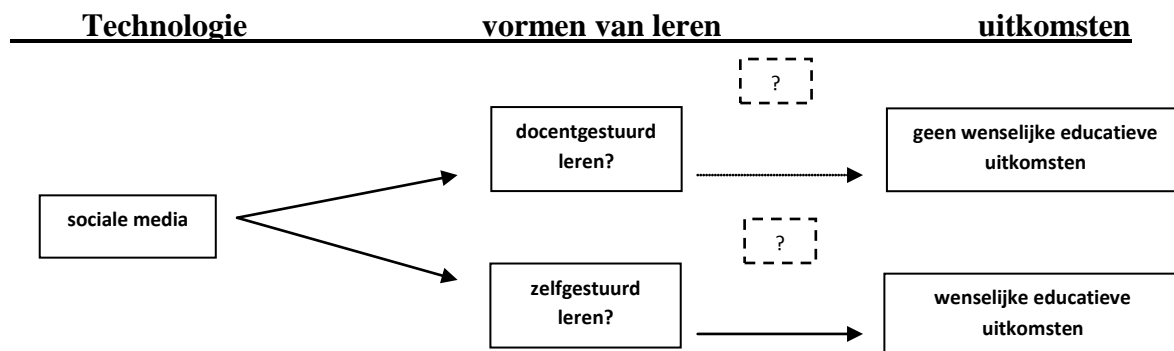 Technologie vormen van leren uitkomsten
?
docentgestuurd
leren?
geen wenselijke educatieve
uitkomsten
sociale media
?
zelfgestuurd
leren?
wenselijke educatieve
uitkomsten